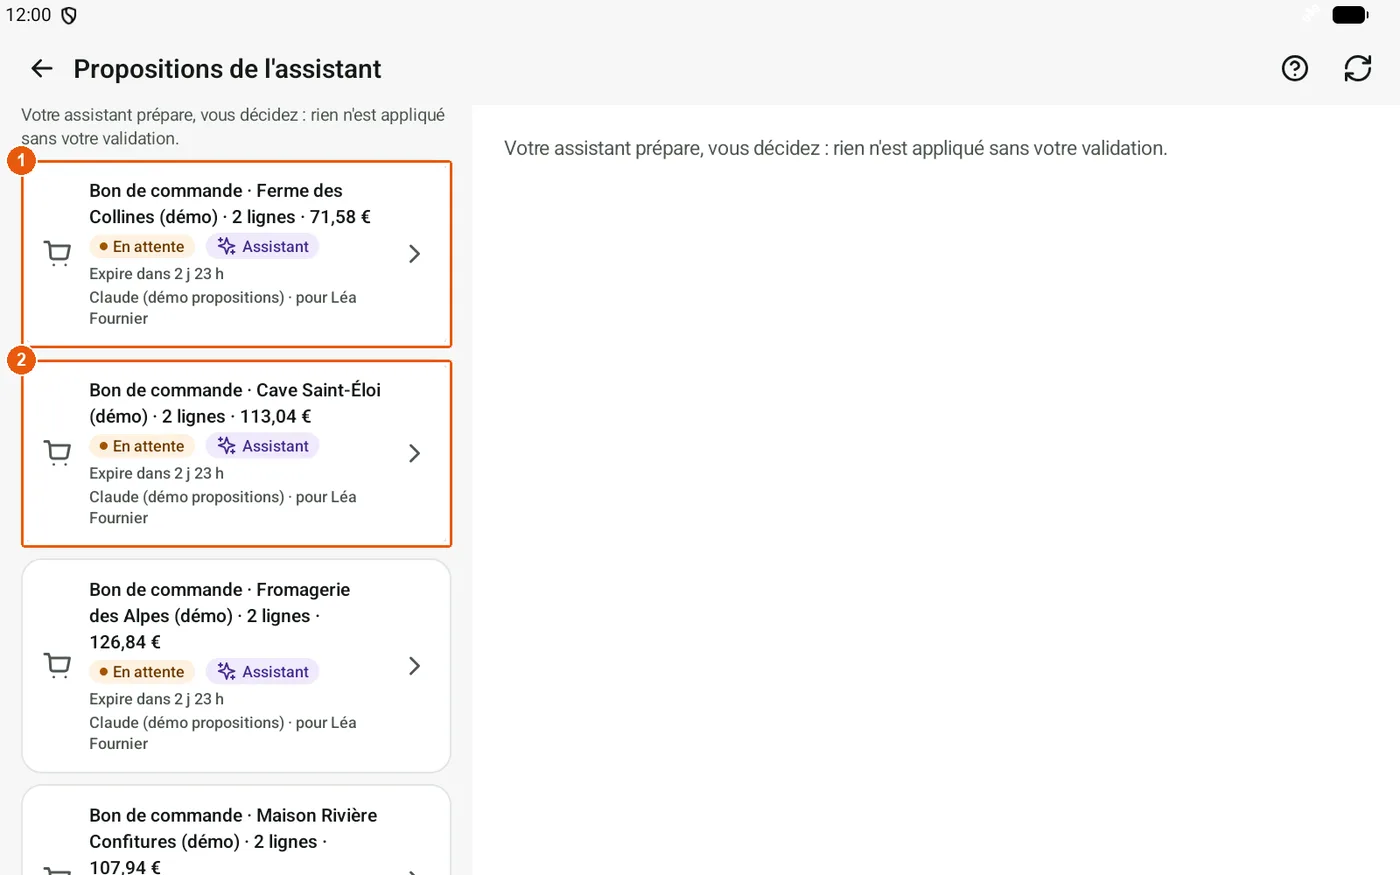 12:00
Propositions de l'assistant
Votre assistant prépare, vous décidez : rien n'est appliqué
sans votre validation.
1
Bon de commande · Ferme des
Collines (démo) · 2 lignes · 71,58 €
En attente Assistant
Expire dans 2 j 23 h
Claude (démo propositions) · pour Léa
Fournier
2
Bon de commande · Cave Saint-Éloi
(démo) · 2 lignes · 113,04 €
En attente Assistant
Expire dans 2 j 23 h
Claude (démo propositions) · pour Léa
Fournier
Bon de commande · Fromagerie
des Alpes (démo) · 2 lignes ·
126,84 €
En attente Assistant
Expire dans 2 j 23 h
Claude (démo propositions) · pour Léa
Fournier
Bon de commande · Maison Rivière
Confitures (démo) · 2 lignes ·
107,94 €
Votre assistant prépare, vous décidez : rien n'est appliqué sans votre validation.